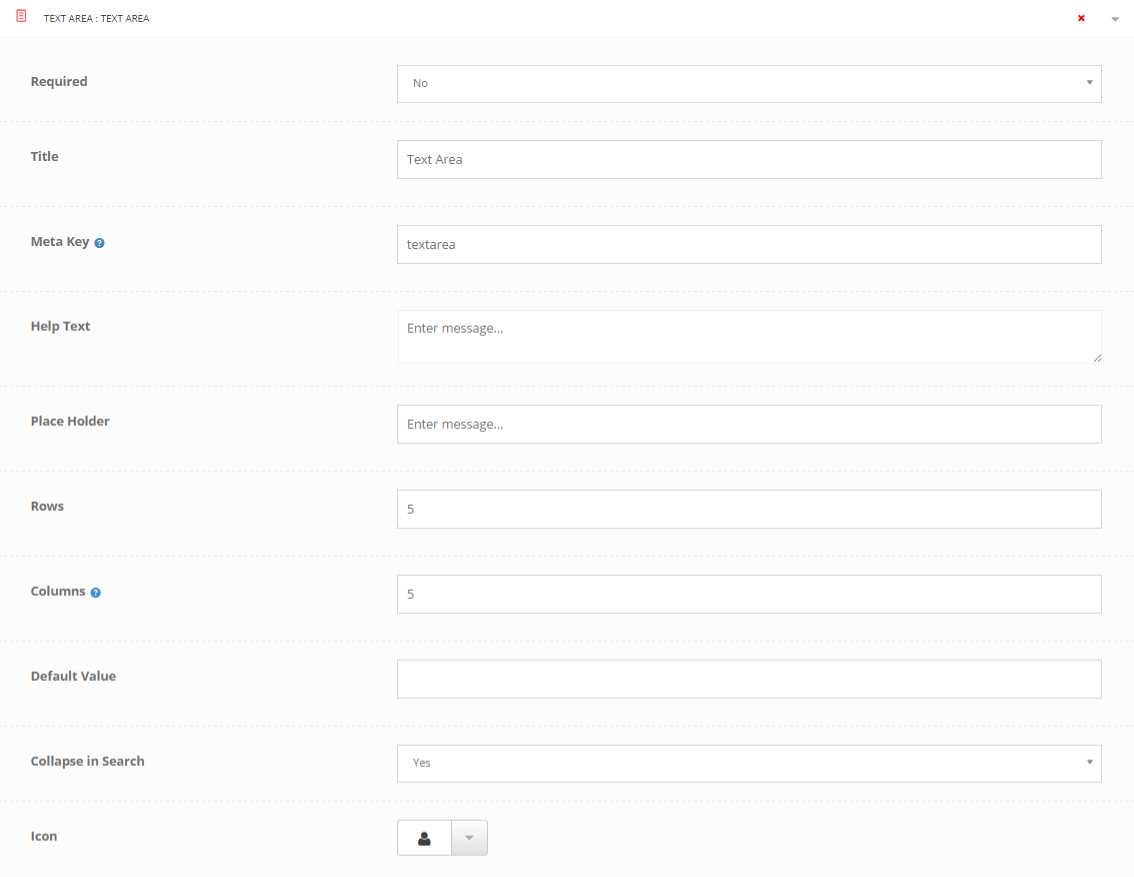 TEXT AREA : TEXT AREA
Required
No
Title
Text Area
Meta Key
textarea
Help Text
Enter message...
Place Holder
Enter message...
Rows
5
Columns
5
Default Value
Collapse in Search
Yes
Icon